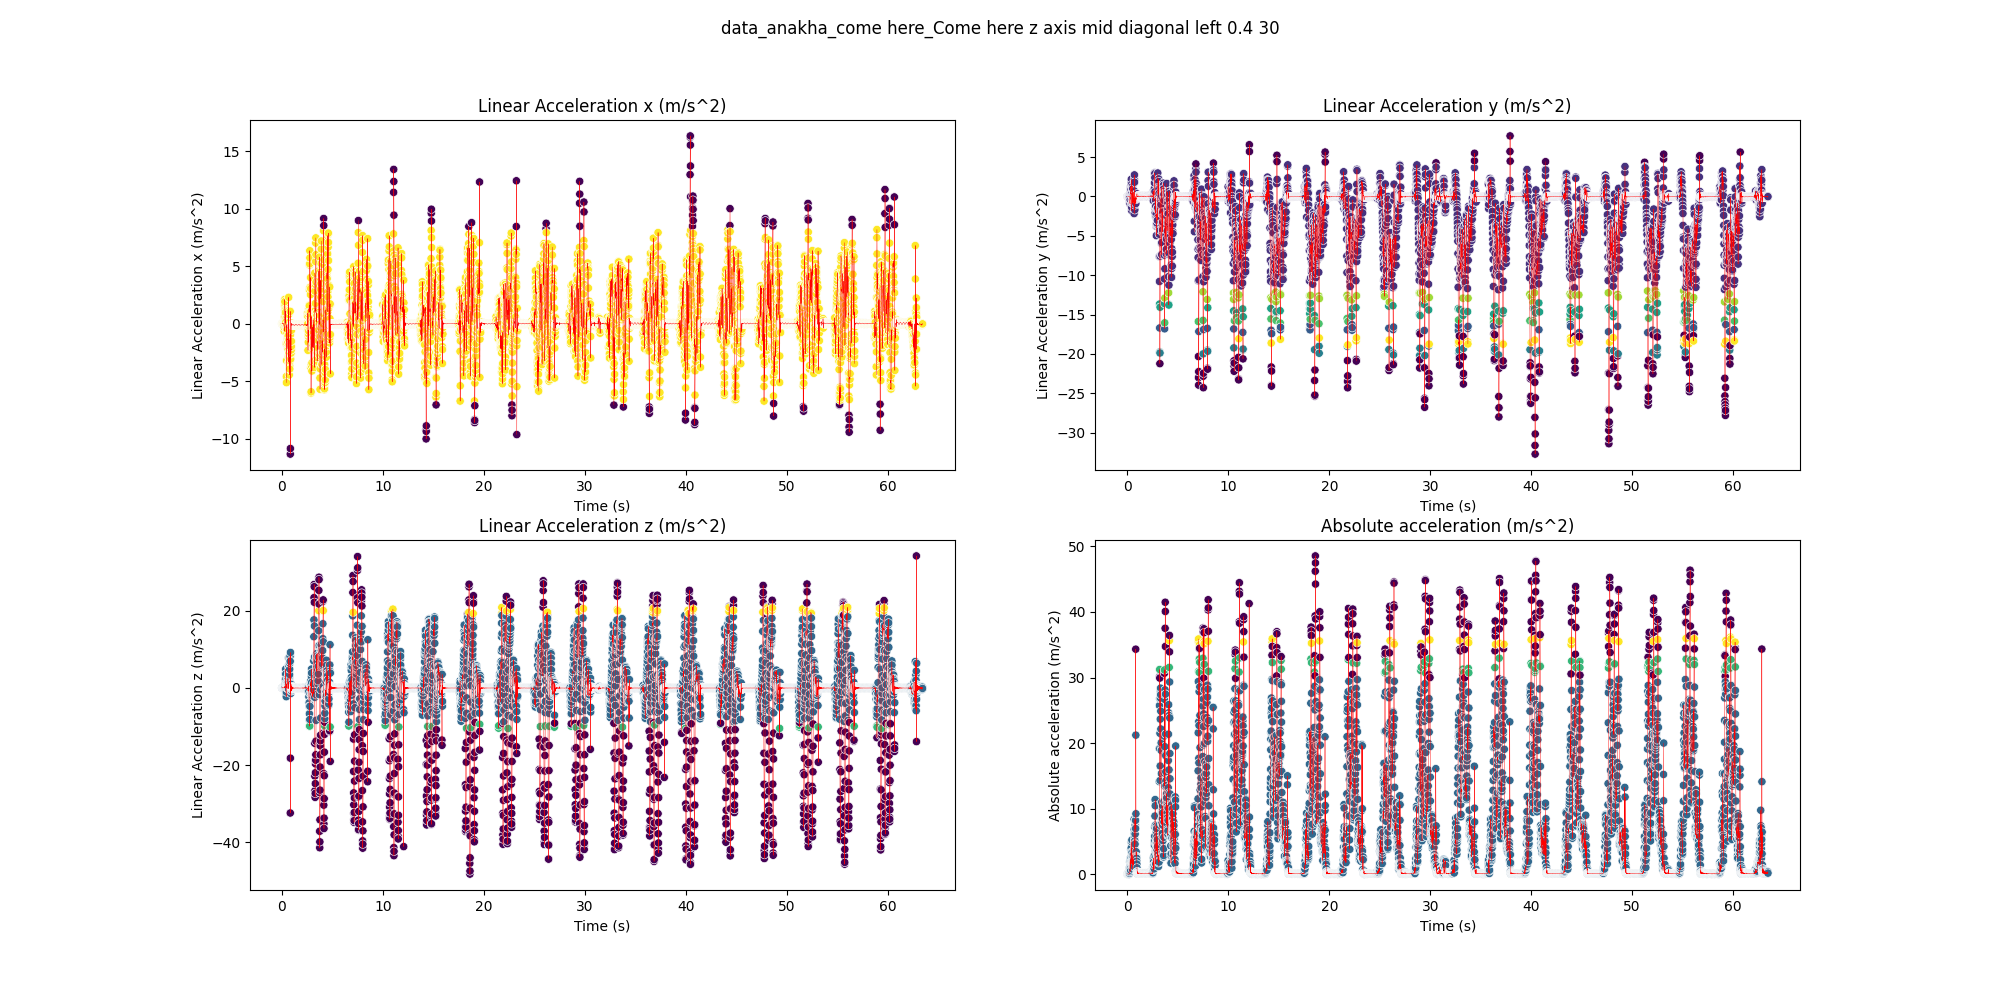 data_anakha_come here_Come here z axis mid diagonal left 0.4 30
Linear Acceleration x (m/s^2)
Linear Acceleration x (m/s^2)
15
10
5
0
−5
−10
0 10 20 30 40 50 60
Time (s)
Linear Acceleration y (m/s^2)
Linear Acceleration y (m/s^2)
5
0
−5
−10
−15
−20
−25
−30
0 10 20 30 40 50 60
Time (s)
Linear Acceleration z (m/s^2)
Linear Acceleration z (m/s^2)
20
0
−20
−40
0 10 20 30 40 50 60
Time (s)
Absolute acceleration (m/s^2)
Absolute acceleration (m/s^2)
50
40
30
20
10
0
0 10 20 30 40 50 60
Time (s)